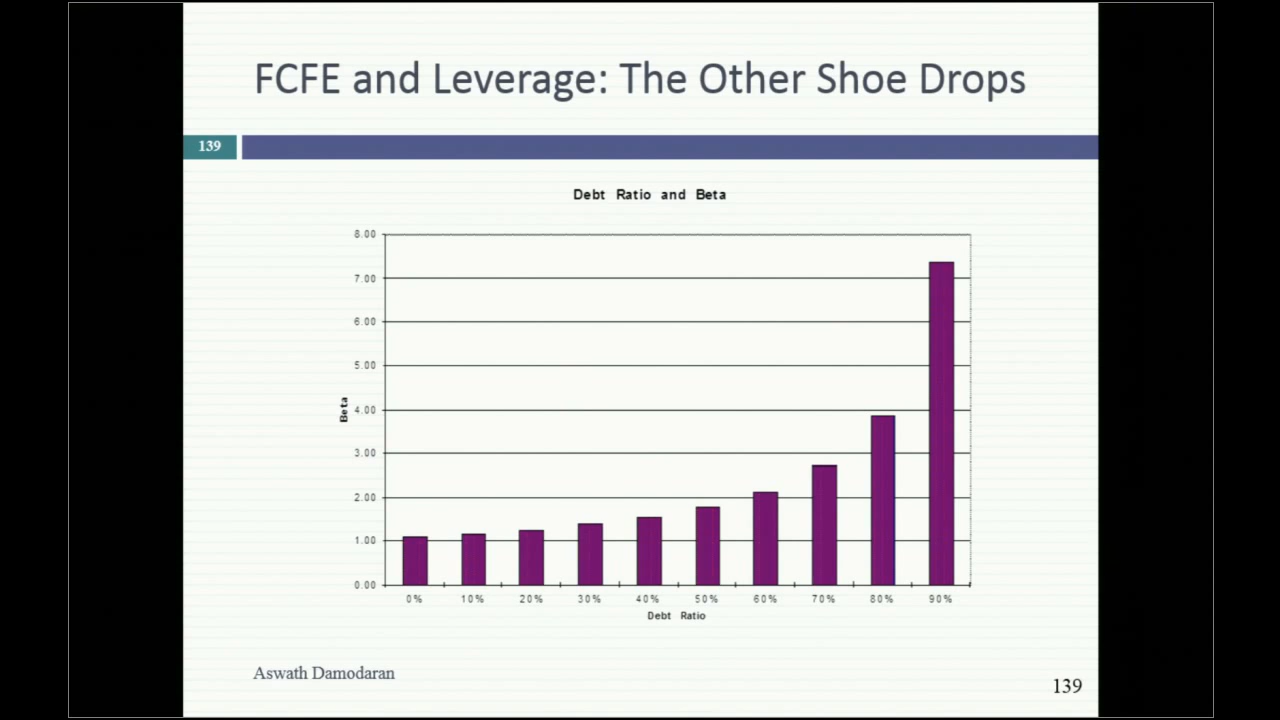 FCFE and Leverage: The Other Shoe Drops
139
Debt Ratio and Beta
8.00
7.00
6.00
5.00
4.00
3.00
2.00
1.00
0.00
Beta
0% 10% 20% 30% 40% 50% 60% 70% 80% 90%
Debt Ratio
Aswath Damodaran
139